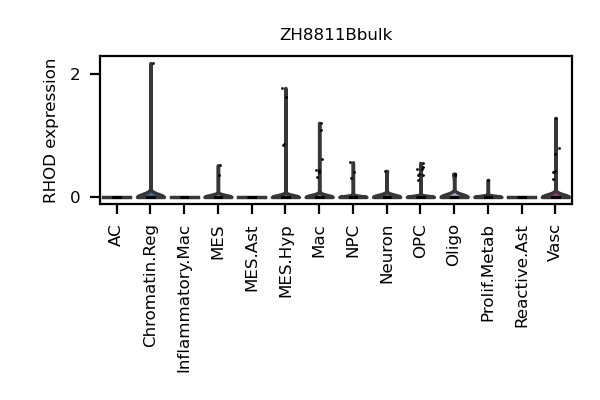 ZH8811Bbulk
RHOD expression
2
0
AC
Chromatin.Reg
Inflammatory.Mac
MES
MES.Ast
MES.Hyp
Mac
NPC
Neuron
OPC
Oligo
Prolif.Metab
Reactive.Ast
Vasc